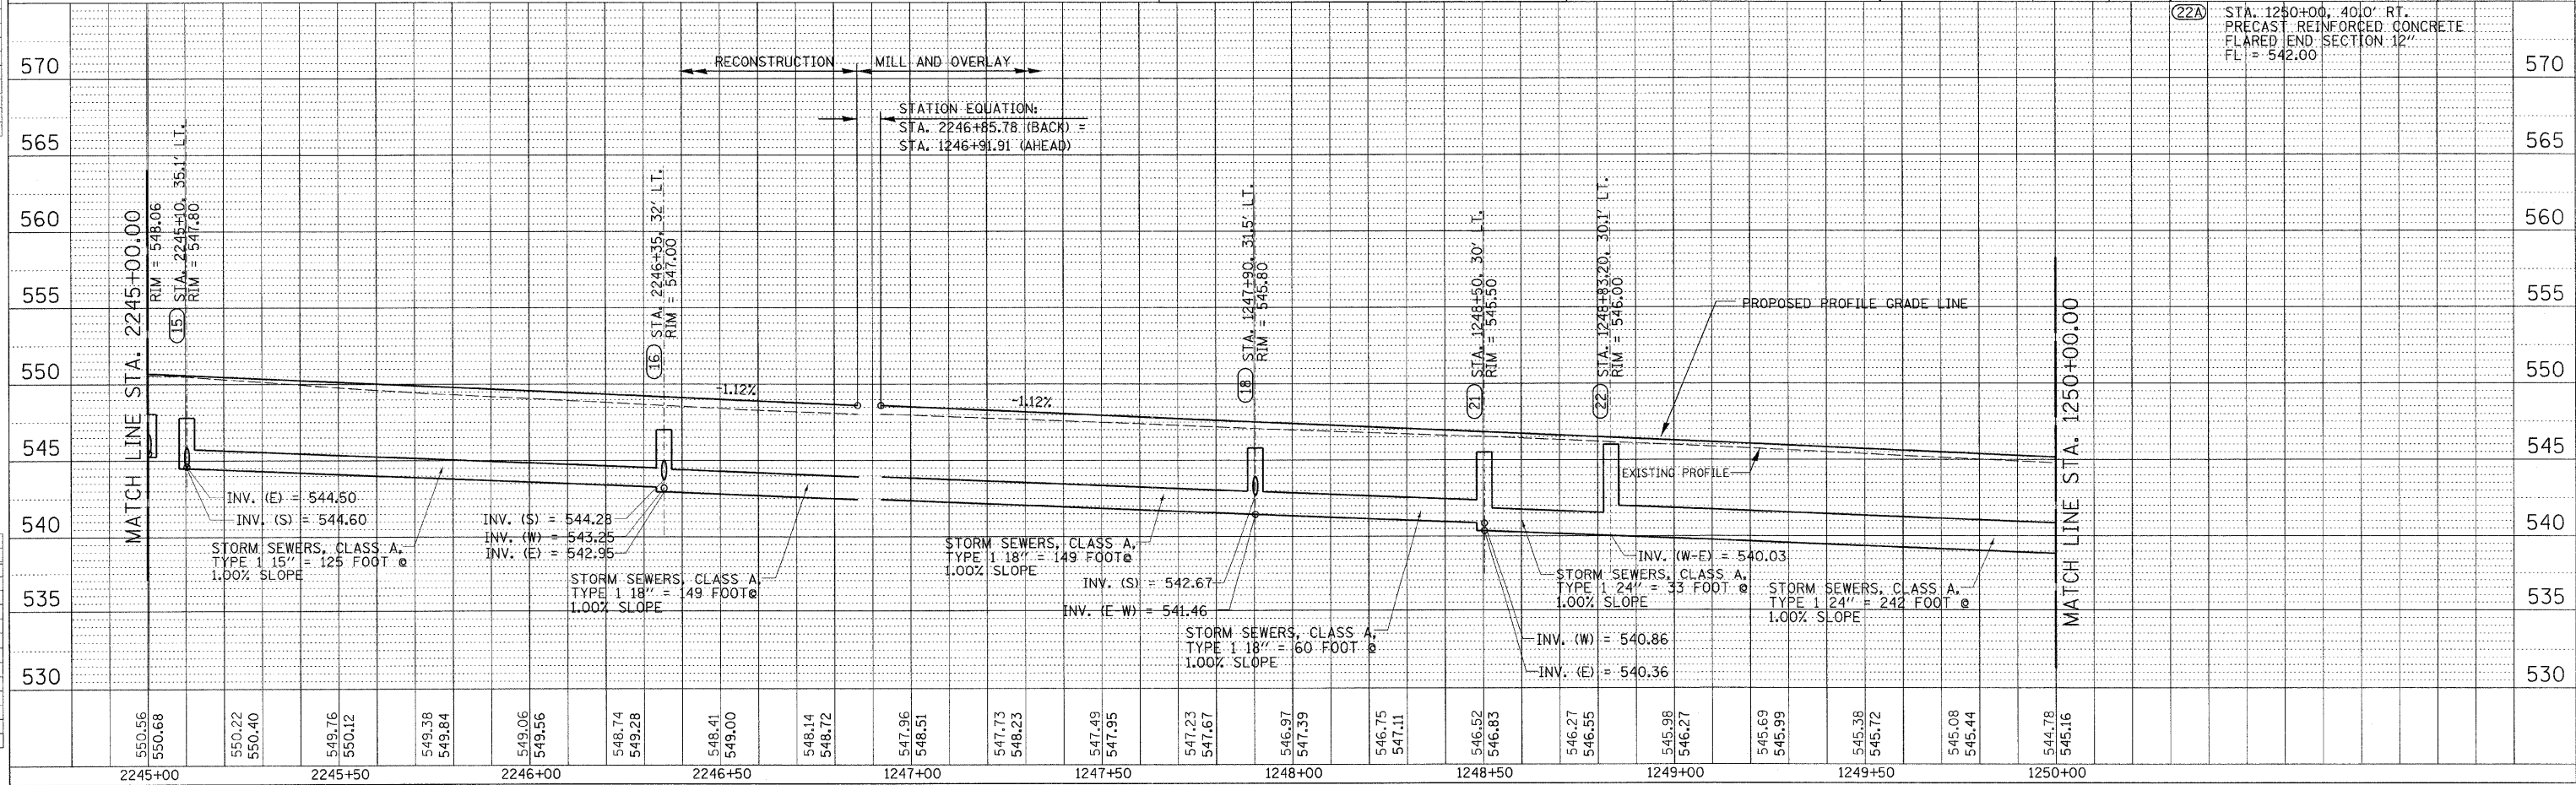 22A STA. 1250+00, 40.0' RT.
PRECAST REINFORCED CONCRETE
FLARED END SECTION 12"
FL = 542.00
570
565
560
555
550
545
540
535
530
570
565
560
555
550
545
540
535
530
RECONSTRUCTION
MILL AND OVERLAY
STATION EQUATION:
STA. 2246+85.78 (BACK) =
STA. 1246+91.91 (AHEAD)
MATCH LINE STA. 2245+00.00
RIM = 548.06
15 STA. 2245+10, 35.1' LT.
RIM = 547.80
16 STA. 2246+35, 32' LT.
RIM = 547.00
18 STA. 1247+90, 31.5' LT.
RIM = 545.80
21 STA. 1248+50, 30' LT.
RIM = 545.50
22 STA. 1248+83.20, 30.1' LT.
RIM = 546.00
PROPOSED PROFILE GRADE LINE
MATCH LINE STA. 1250+00.00
-1.12%
-1.12%
EXISTING PROFILE
INV. (E) = 544.50
INV. (S) = 544.60
STORM SEWERS, CLASS A,
TYPE 1 15" = 125 FOOT @
1.00% SLOPE
INV. (S) = 544.28
INV. (W) = 543.25
INV. (E) = 542.95
STORM SEWERS, CLASS A,
TYPE 1 18" = 149 FOOT@
1.00% SLOPE
STORM SEWERS, CLASS A,
TYPE 1 18" = 149 FOOT@
1.00% SLOPE
INV. (S) = 542.67
INV. (E W) = 541.46
STORM SEWERS, CLASS A,
TYPE 1 18" = 60 FOOT @
1.00% SLOPE
INV. (W-E) = 540.03
STORM SEWERS, CLASS A,
TYPE 1 24" = 33 FOOT @
1.00% SLOPE
STORM SEWERS, CLASS A,
TYPE 1 24" = 242 FOOT @
1.00% SLOPE
INV. (W) = 540.86
INV. (E) = 540.36
550.56
550.68
550.22
550.40
549.76
550.12
549.38
549.84
549.06
549.56
548.74
549.28
548.41
549.00
548.14
548.72
547.96
548.51
547.73
548.23
547.49
547.95
547.23
547.67
546.97
547.39
546.75
547.11
546.52
546.83
546.27
546.55
545.98
546.27
545.69
545.99
545.38
545.72
545.08
545.44
544.78
545.16
2245+00 2245+50 2246+00 2246+50 1247+00 1247+50 1248+00 1248+50 1249+00 1249+50 1250+00